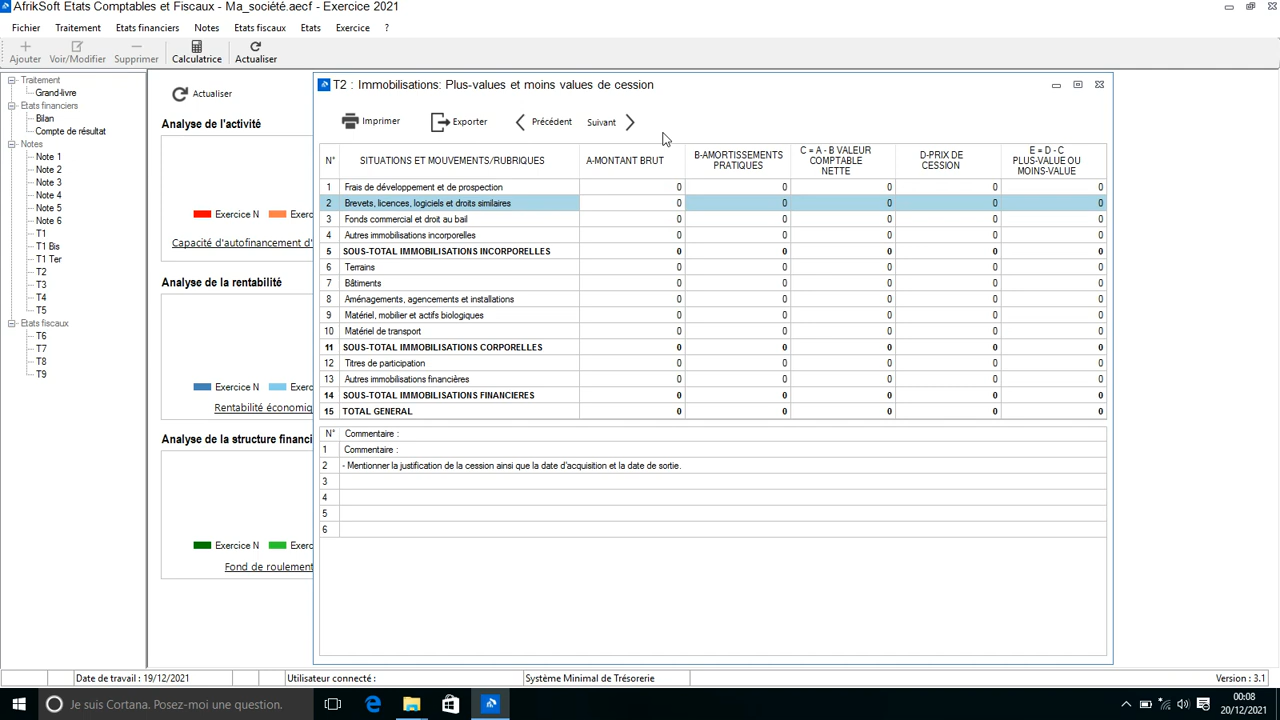 AfrikSoft Etats Comptables et Fiscaux - Ma_société.aecf - Exercice 2021
Fichier Traitement Etats financiers Notes Etats fiscaux Etats Exercice ?
Ajouter Voir/Modifier Supprimer Calculatrice Actualiser
Traitement
Grand-livre
Etats financiers
Bilan
Compte de résultat
Notes
Note 1
Note 2
Note 3
Note 4
Note 5
Note 6
T1
T1 Bis
T1 Ter
T2
T3
T4
T5
Etats fiscaux
T6
T7
T8
T9
Actualiser
Analyse de l'activité
Exercice N Exerc
Capacité d'autofinancement d'
Analyse de la rentabilité
Exercice N Exerc
Rentabilité économiq
Analyse de la structure financi
Exercice N Exerc
Fond de roulement
T2 : Immobilisations: Plus-values et moins values de cession
Imprimer Exporter Précédent Suivant
N° SITUATIONS ET MOUVEMENTS/RUBRIQUES A-MONTANT BRUT B-AMORTISSEMENTS PRATIQUES C = A - B VALEUR COMPTABLE NETTE D-PRIX DE CESSION E = D - C PLUS-VALUE OU MOINS-VALUE
1 Frais de développement et de prospection 0 0 0 0 0
2 Brevets, licences, logiciels et droits similaires 0 0 0 0 0
3 Fonds commercial et droit au bail 0 0 0 0 0
4 Autres immobilisations incorporelles 0 0 0 0 0
5 SOUS-TOTAL IMMOBILISATIONS INCORPORELLES 0 0 0 0 0
6 Terrains 0 0 0 0 0
7 Bâtiments 0 0 0 0 0
8 Aménagements, agencements et installations 0 0 0 0 0
9 Matériel, mobilier et actifs biologiques 0 0 0 0 0
10 Matériel de transport 0 0 0 0 0
11 SOUS-TOTAL IMMOBILISATIONS CORPORELLES 0 0 0 0 0
12 Titres de participation 0 0 0 0 0
13 Autres immobilisations financières 0 0 0 0 0
14 SOUS-TOTAL IMMOBILISATIONS FINANCIERES 0 0 0 0 0
15 TOTAL GENERAL 0 0 0 0 0
N° Commentaire :
1 Commentaire :
2 - Mentionner la justification de la cession ainsi que la date d'acquisition et la date de sortie.
3
4
5
6
Date de travail : 19/12/2021 Utilisateur connecté : Système Minimal de Trésorerie Version : 3.1
Je suis Cortana. Posez-moi une question.
00:08
20/12/2021